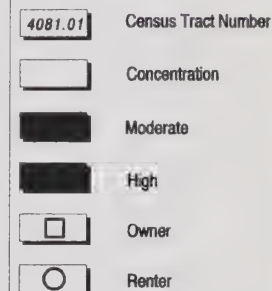 4081.01 Census Tract Number
Concentration
Moderate
High
Owner
Renter